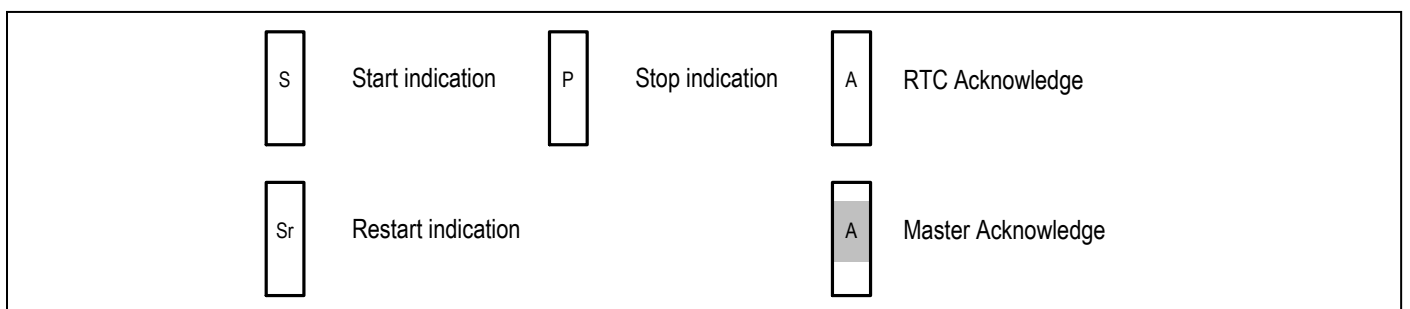 S Start indication P Stop indication A RTC Acknowledge
Sr Restart indication A Master Acknowledge